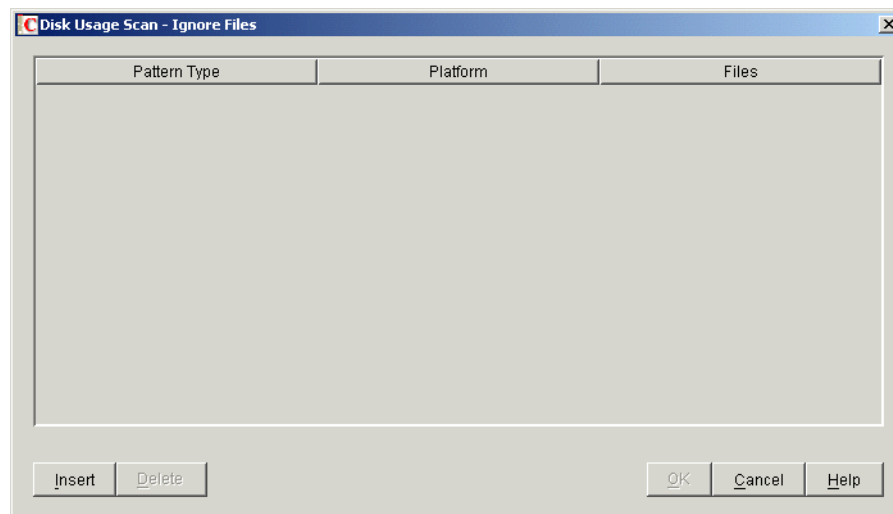 Disk Usage Scan - Ignore Files
Pattern Type Platform Files
Insert Delete OK Cancel Help